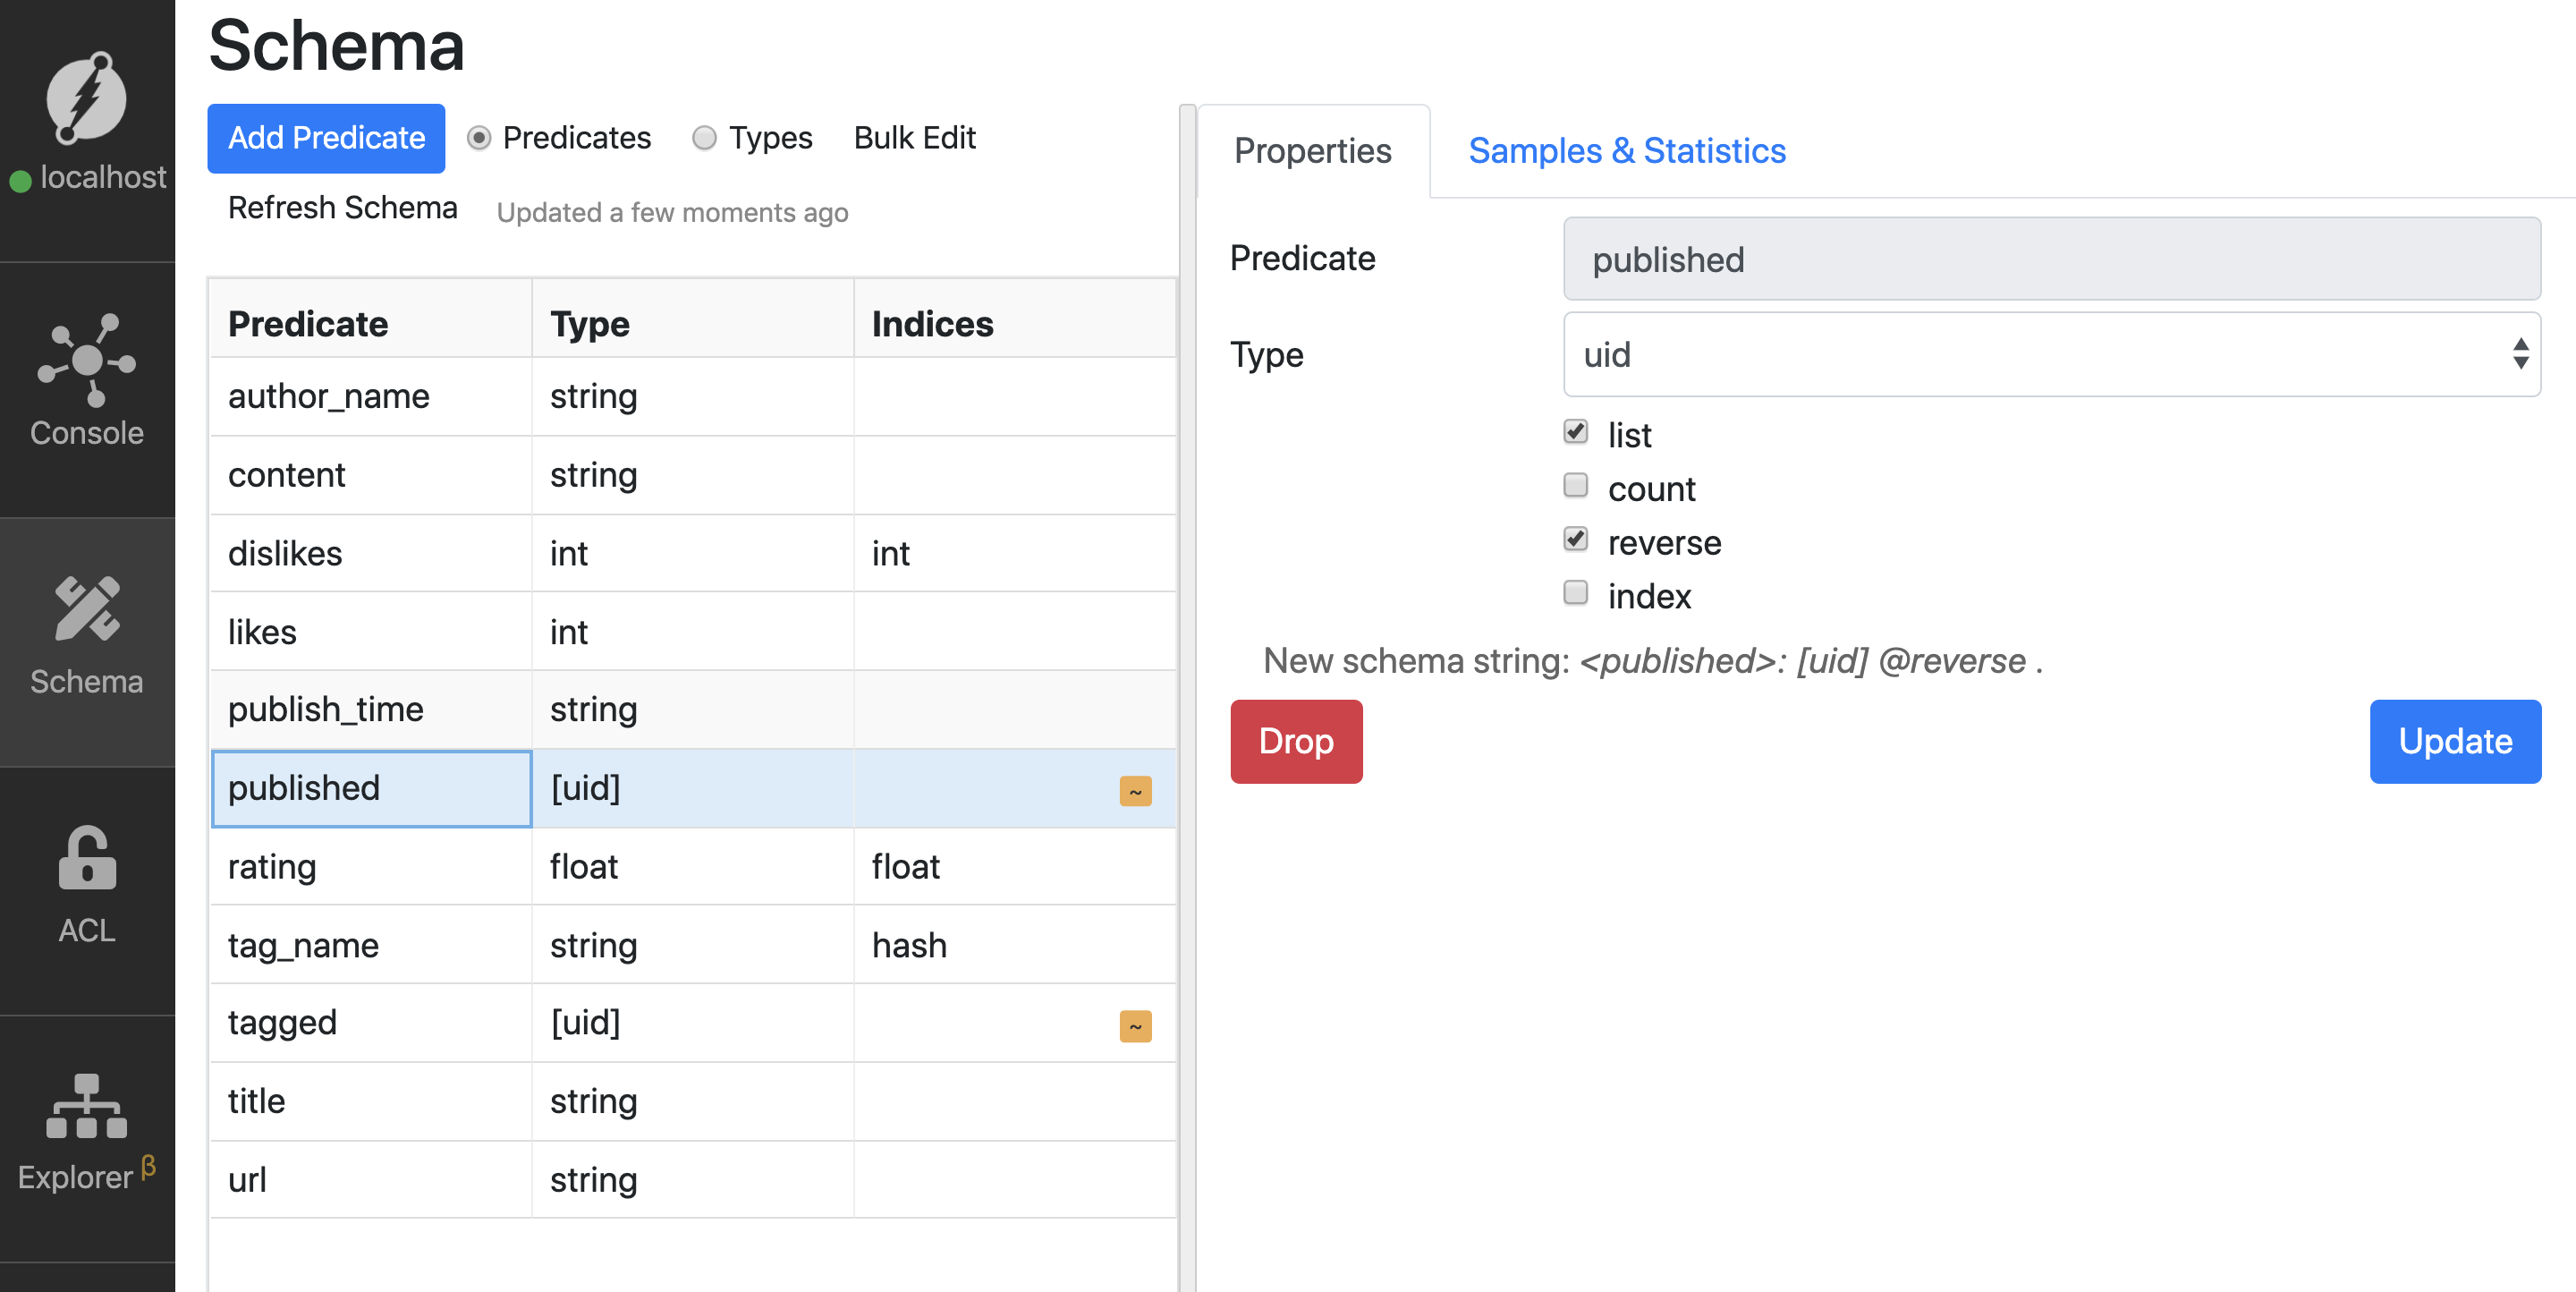 Schema
localhost
Console
Schema
ACL
Explorer β
Add Predicate Predicates Types Bulk Edit
Refresh Schema Updated a few moments ago
Predicate Type Indices
author_name string
content string
dislikes int int
likes int
publish_time string
published [uid] ~
rating float float
tag_name string hash
tagged [uid] ~
title string
url string
Properties Samples & Statistics
Predicate published
Type uid
list
count
reverse
index
New schema string: <published>: [uid] @reverse .
Drop Update